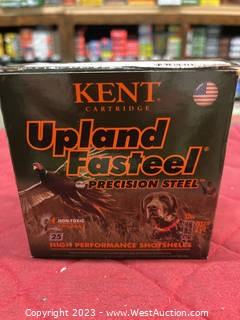 KENT
CARTRIDGE
Upland
Fasteel
PRECISION STEEL
NON-TOXIC
25
HIGH PERFORMANCE SHOTSHELLS
Copyright 2023 - www.WestAuction.com